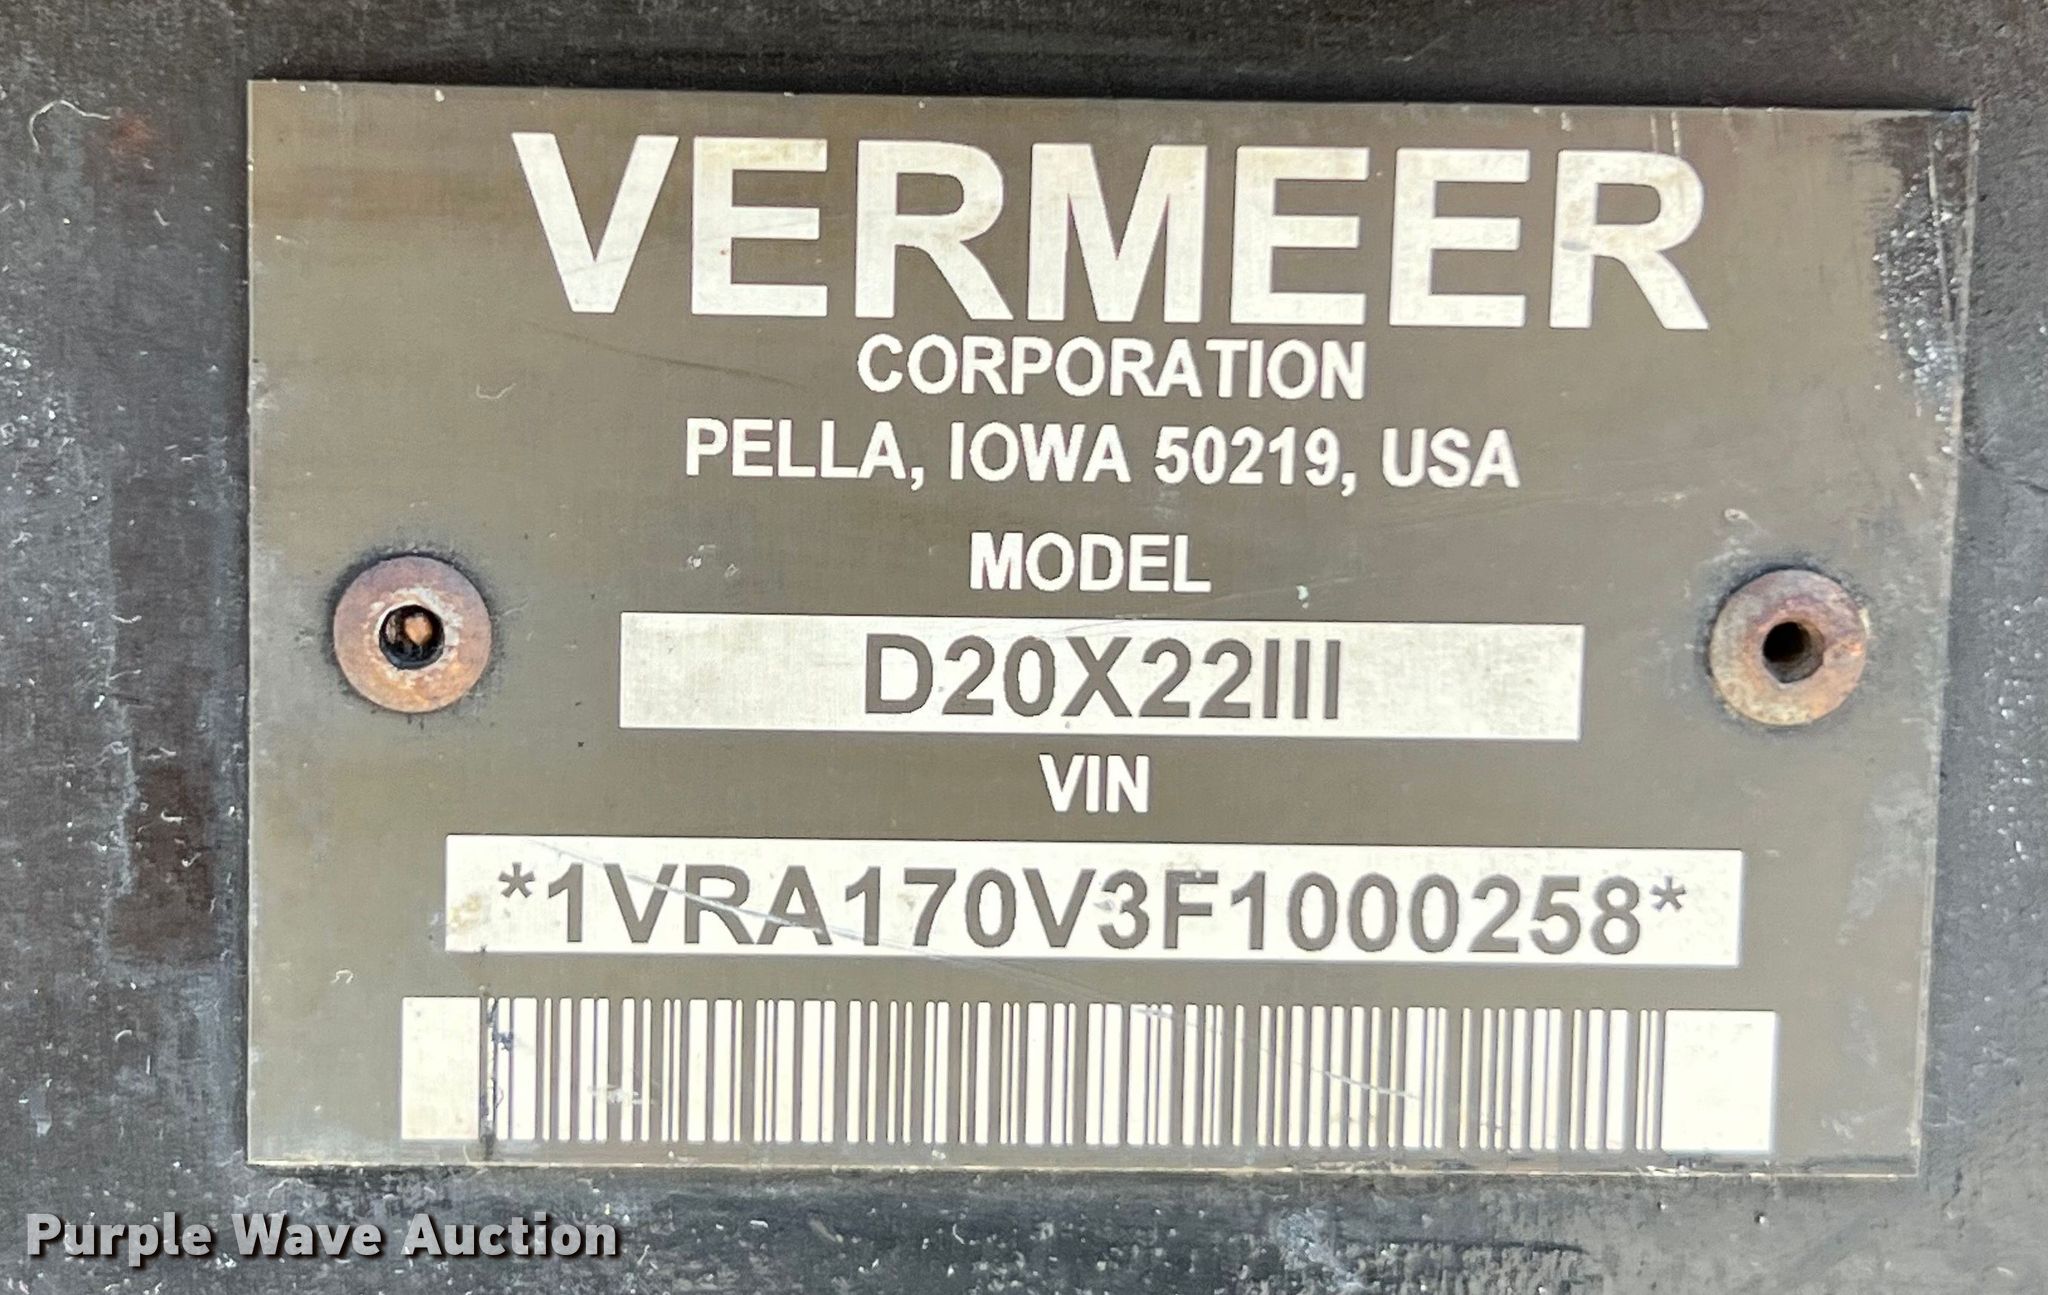 VERMEER
CORPORATION
PELLA, IOWA 50219, USA
MODEL
D20X22III
VIN
*1VRA170V3F1000258*
Purple Wave Auction